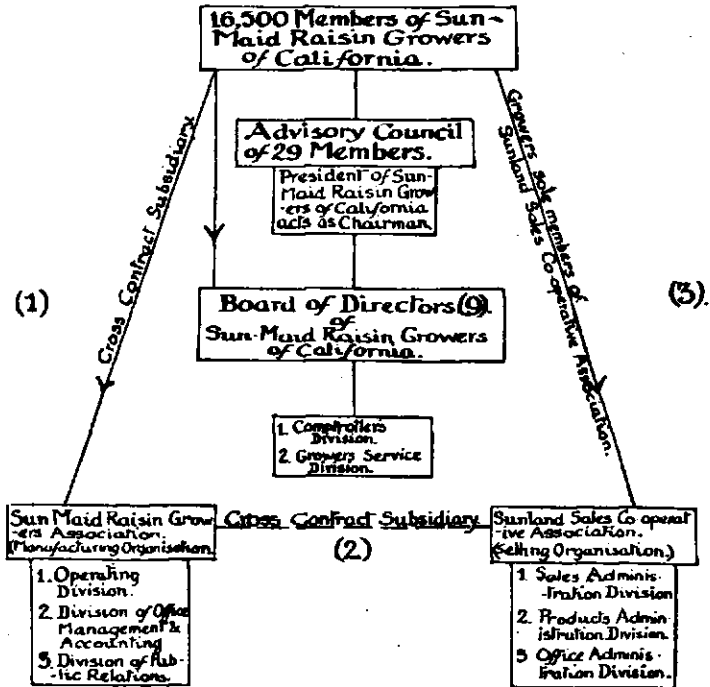 16,500 Members of Sun-
Maid Raisin Growers
of California.
Advisory Council
of 29 Members.
President of Sun-
Maid Raisin Grow-
-ers of California
acts as Chairman.
(1)
Cross Contract Subsidiary
Growers sole members of
Sunland Sales Co-operative Association.
(3).
Board of Directors (9).
of
Sun-Maid Raisin Growers
of California.
1. Comptrollers
Division.
2. Growers Service
Division.
Sun Maid Raisin Grow-
-ers Association.
(Manufacturing Organisation.
Cross Contract Subsidiary
(2)
Sunland Sales Co-operat
-ive Association.
(Selling Organisation.)
1. Operating
Division.
2. Division of Office
Management &
Accounting
3. Division of Pub-
-lic Relations.
1. Sales Adminis-
-tration Division
2. Products Admin-
istration Division.
3 Office Adminis-
tration Division.